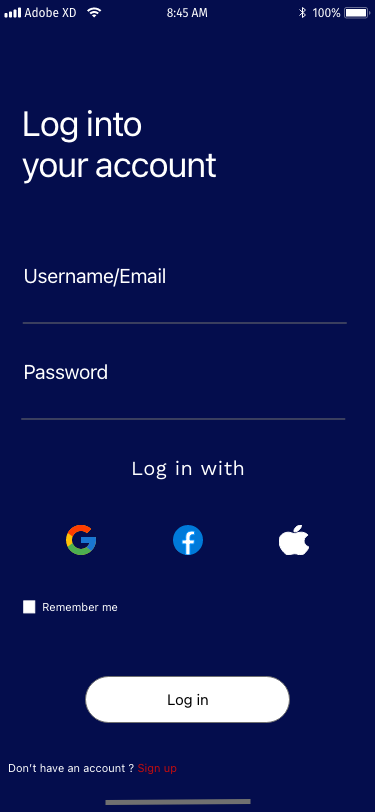 Adobe XD 8:45 AM 100%
Log into
your account
Username/Email
Password
Log in with
Remember me
Log in
Don't have an account ? Sign up